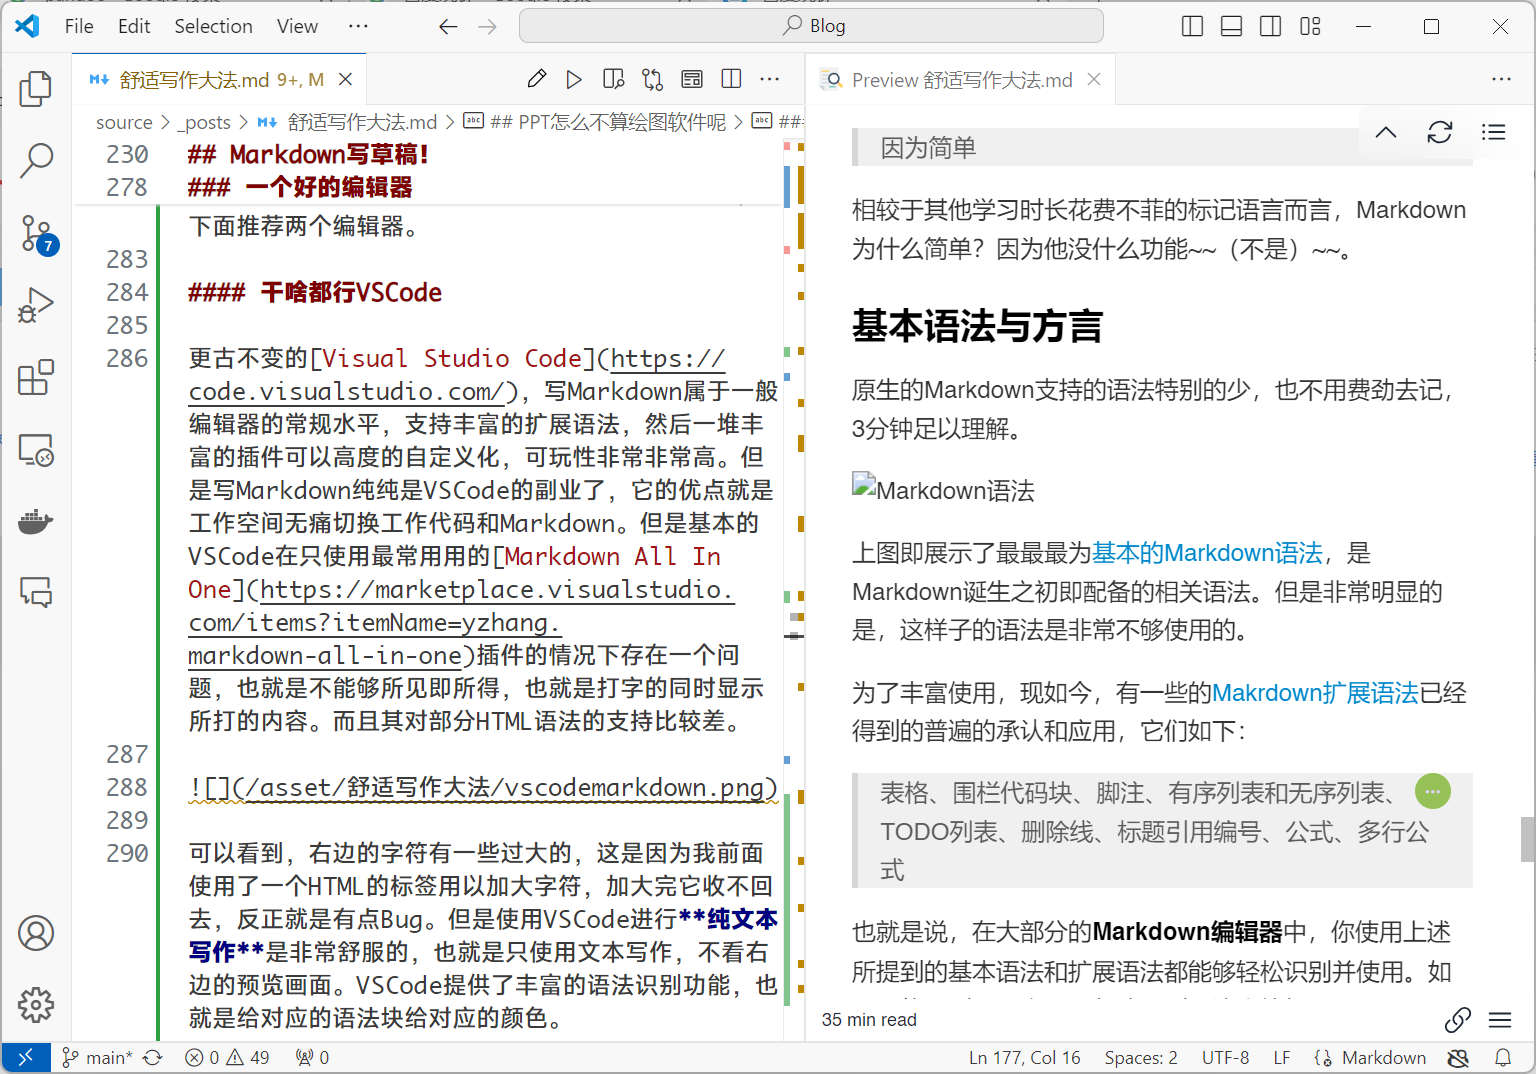 File Edit Selection View ··· Blog
舒适写作大法.md 9+, M
Preview 舒适写作大法.md
source > _posts > 舒适写作大法.md > ## PPT怎么不算绘图软件呢 > ##
230 ## Markdown写草稿！
278 ### 一个好的编辑器
下面推荐两个编辑器。
283
284 #### 干啥都行VSCode
285
286 更古不变的[Visual Studio Code](https://
code.visualstudio.com/)，写Markdown属于一般
编辑器的常规水平，支持丰富的扩展语法，然后一堆丰
富的插件可以高度的自定义化，可玩性非常非常高。但
是写Markdown纯纯是VSCode的副业了，它的优点就是
工作空间无痛切换工作代码和Markdown。但是基本的
VSCode在只使用最常用用的[Markdown All In
One](https://marketplace.visualstudio.
com/items?itemName=yzhang.
markdown-all-in-one)插件的情况下存在一个问
题，也就是不能够所见即所得，也就是打字的同时显示
所打的内容。而且其对部分HTML语法的支持比较差。
287
288 ![](/asset/舒适写作大法/vscodemarkdown.png)
289
290 可以看到，右边的字符有一些过大的，这是因为我前面
使用了一个HTML的标签用以加大字符，加大完它收不回
去，反正就是有点Bug。但是使用VSCode进行**纯文本
写作**是非常舒服的，也就是只使用文本写作，不看右
边的预览画面。VSCode提供了丰富的语法识别功能，也
就是给对应的语法块给对应的颜色。
因为简单
相较于其他学习时长花费不菲的标记语言而言，Markdown
为什么简单？因为他没什么功能~~（不是）~~。
基本语法与方言
原生的Markdown支持的语法特别的少，也不用费劲去记，
3分钟足以理解。
Markdown语法
上图即展示了最最最为基本的Markdown语法，是
Markdown诞生之初即配备的相关语法。但是非常明显的
是，这样子的语法是非常不够使用的。
为了丰富使用，现如今，有一些的Makrdown扩展语法已经
得到的普遍的承认和应用，它们如下：
表格、围栏代码块、脚注、有序列表和无序列表、
TODO列表、删除线、标题引用编号、公式、多行公
式
也就是说，在大部分的Markdown编辑器中，你使用上述
所提到的基本语法和扩展语法都能够轻松识别并使用。如
35 min read
7
main* 0 49 0 Ln 177, Col 16 Spaces: 2 UTF-8 LF Markdown